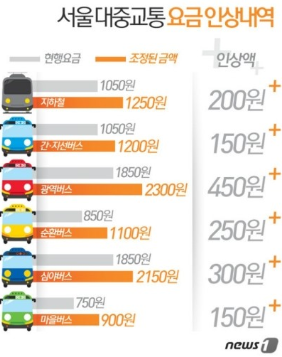 서울 대중교통 요금 인상내역
현행요금 조정된 금액 인상액
1050원
지하철 1250원 200원+
1050원
간·지선버스 1200원 150원+
1850원
광역버스 2300원 450원+
850원
순환버스 1100원 250원+
1850원
심야버스 2150원 300원+
750원
마을버스 900원 150원+
news1